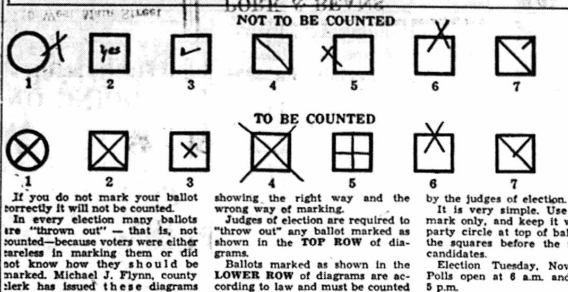 NOT TO BE COUNTED
yes
1 2 3 4 5 6 7
TO BE COUNTED
1 2 3 4 5 6 7
If you do not mark your ballot
correctly it will not be counted.
In every election many ballots
are "thrown out" — that is, not
counted—because voters were either
careless in marking them or did
not know how they should be
marked. Michael J. Flynn, county
clerk has issued these diagrams
showing the right way and the
wrong way of marking.
Judges of election are required to
"throw out" any ballot marked as
shown in the TOP ROW of dia-
grams.
Ballots marked as shown in the
LOWER ROW of diagrams are ac-
cording to law and must be counted
by the judges of election.
It is very simple. Use
mark only, and keep it
party circle at top of bal
the squares before the
candidates.
Election Tuesday, Nov
Polls open at 6 a.m. and
5 p.m.